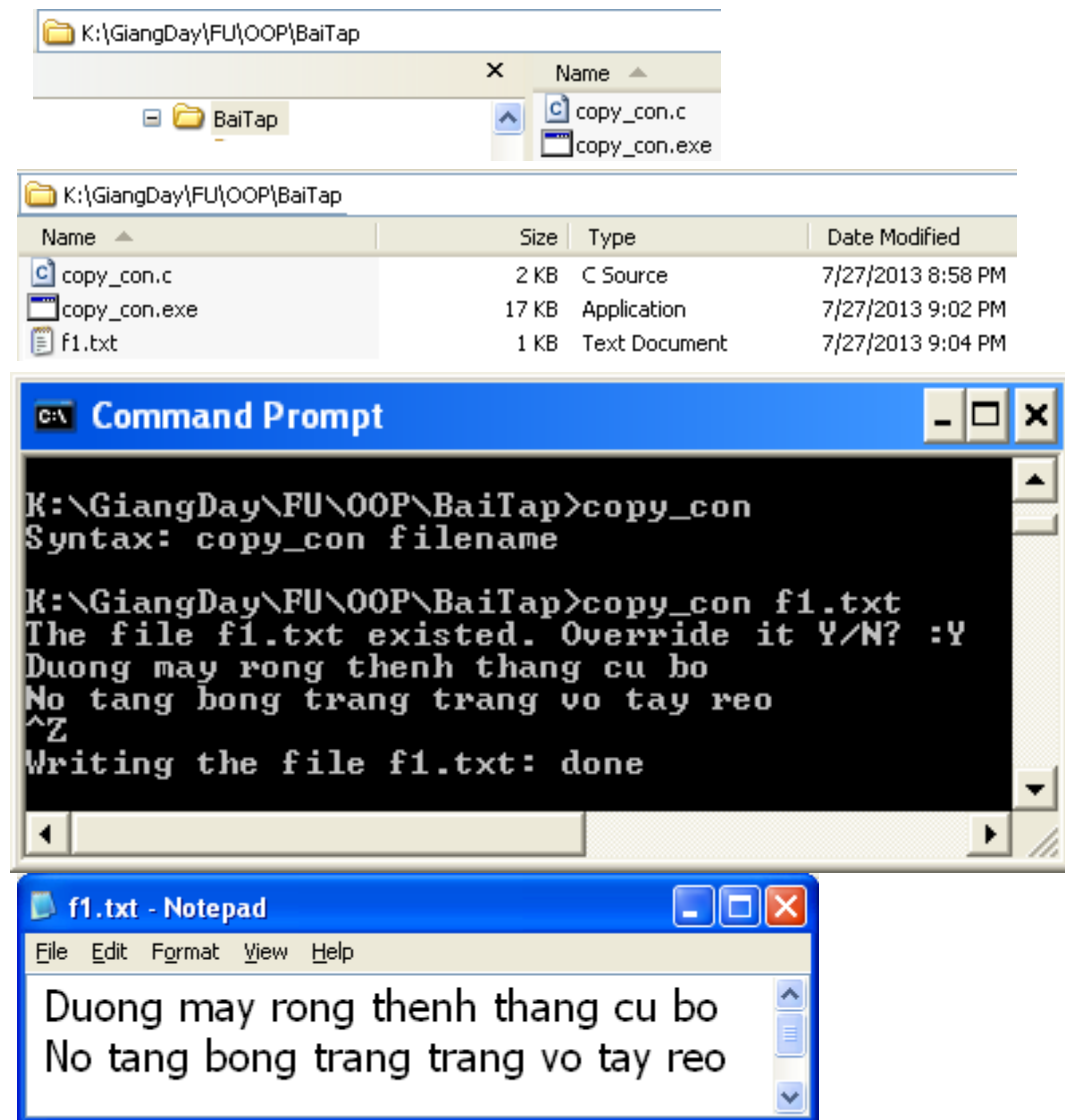 K:\GiangDay\FU\OOP\BaiTap
Name
BaiTap
copy_con.c
copy_con.exe
K:\GiangDay\FU\OOP\BaiTap
Name Size Type Date Modified
copy_con.c 2 KB C Source 7/27/2013 8:58 PM
copy_con.exe 17 KB Application 7/27/2013 9:02 PM
f1.txt 1 KB Text Document 7/27/2013 9:04 PM
C:\ Command Prompt
K:\GiangDay\FU\OOP\BaiTap>copy_con
Syntax: copy_con filename
K:\GiangDay\FU\OOP\BaiTap>copy_con f1.txt
The file f1.txt existed. Override it Y/N? :Y
Duong may rong thenh thang cu bo
No tang bong trang trang vo tay reo
^Z
Writing the file f1.txt: done
f1.txt - Notepad
File Edit Format View Help
Duong may rong thenh thang cu bo
No tang bong trang trang vo tay reo